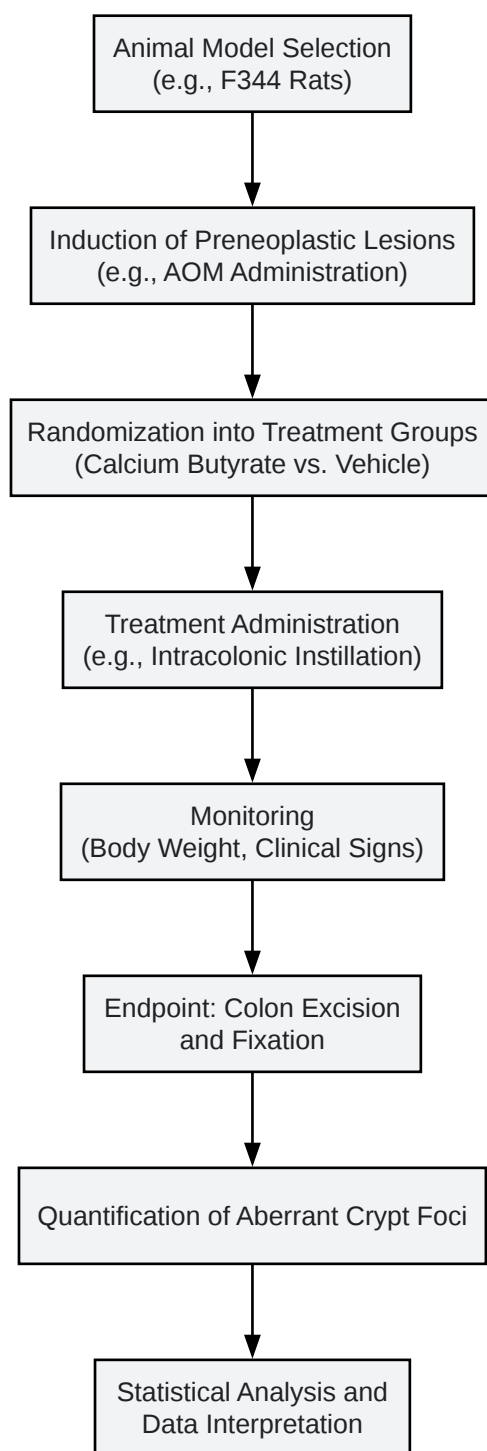 Animal Model Selection
(e.g., F344 Rats)
Induction of Preneoplastic Lesions
(e.g., AOM Administration)
Randomization into Treatment Groups
(Calcium Butyrate vs. Vehicle)
Treatment Administration
(e.g., Intracolonic Instillation)
Monitoring
(Body Weight, Clinical Signs)
Endpoint: Colon Excision
and Fixation
Quantification of Aberrant Crypt Foci
Statistical Analysis and
Data Interpretation